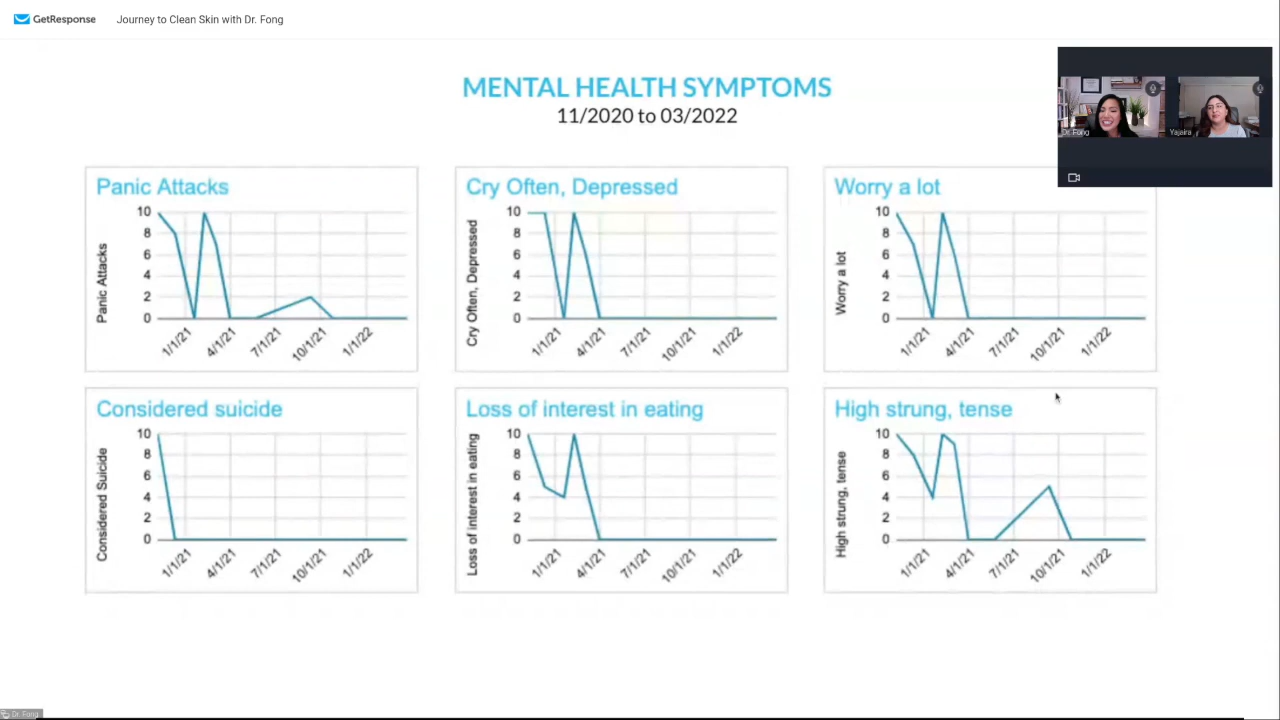 GetResponse Journey to Clean Skin with Dr. Fong
MENTAL HEALTH SYMPTOMS
11/2020 to 03/2022
Dr. Fong
Yajaira
Panic Attacks
Panic Attacks
10
8
6
4
2
0
1/1/21 4/1/21 7/1/21 10/1/21 1/1/22
Cry Often, Depressed
Cry Often, Depressed
10
8
6
4
2
0
1/1/21 4/1/21 7/1/21 10/1/21 1/1/22
Worry a lot
Worry a lot
10
8
6
4
2
0
1/1/21 4/1/21 7/1/21 10/1/21 1/1/22
Considered suicide
Considered Suicide
10
8
6
4
2
0
1/1/21 4/1/21 7/1/21 10/1/21 1/1/22
Loss of interest in eating
Loss of interest in eating
10
8
6
4
2
0
1/1/21 4/1/21 7/1/21 10/1/21 1/1/22
High strung, tense
High strung, tense
10
8
6
4
2
0
1/1/21 4/1/21 7/1/21 10/1/21 1/1/22
Dr. Fong